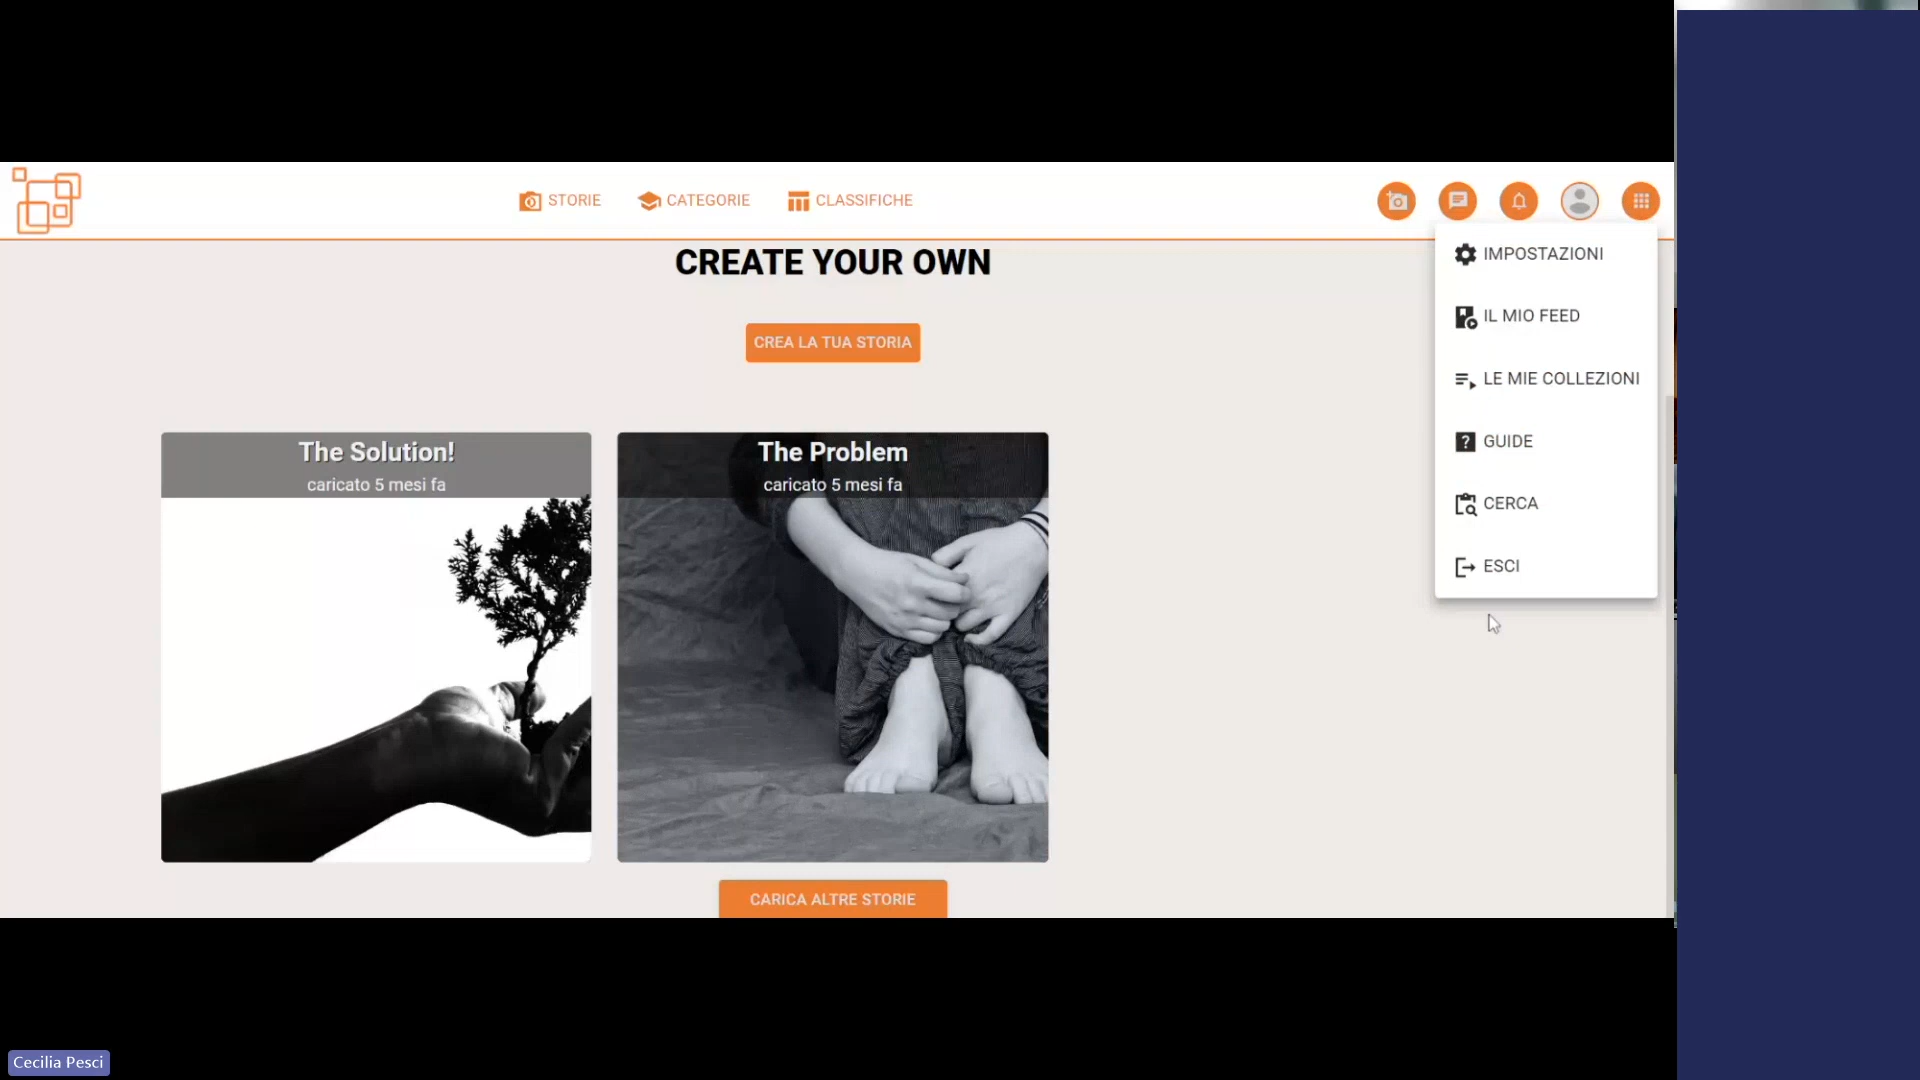 STORIE
CATEGORIE
CLASSIFICHE
CREATE YOUR OWN
CREA LA TUA STORIA
IMPOSTAZIONI
IL MIO FEED
LE MIE COLLEZIONI
GUIDE
CERCA
ESCI
The Solution!
caricato 5 mesi fa
The Problem
caricato 5 mesi fa
CARICA ALTRE STORIE
Cecilia Pesci